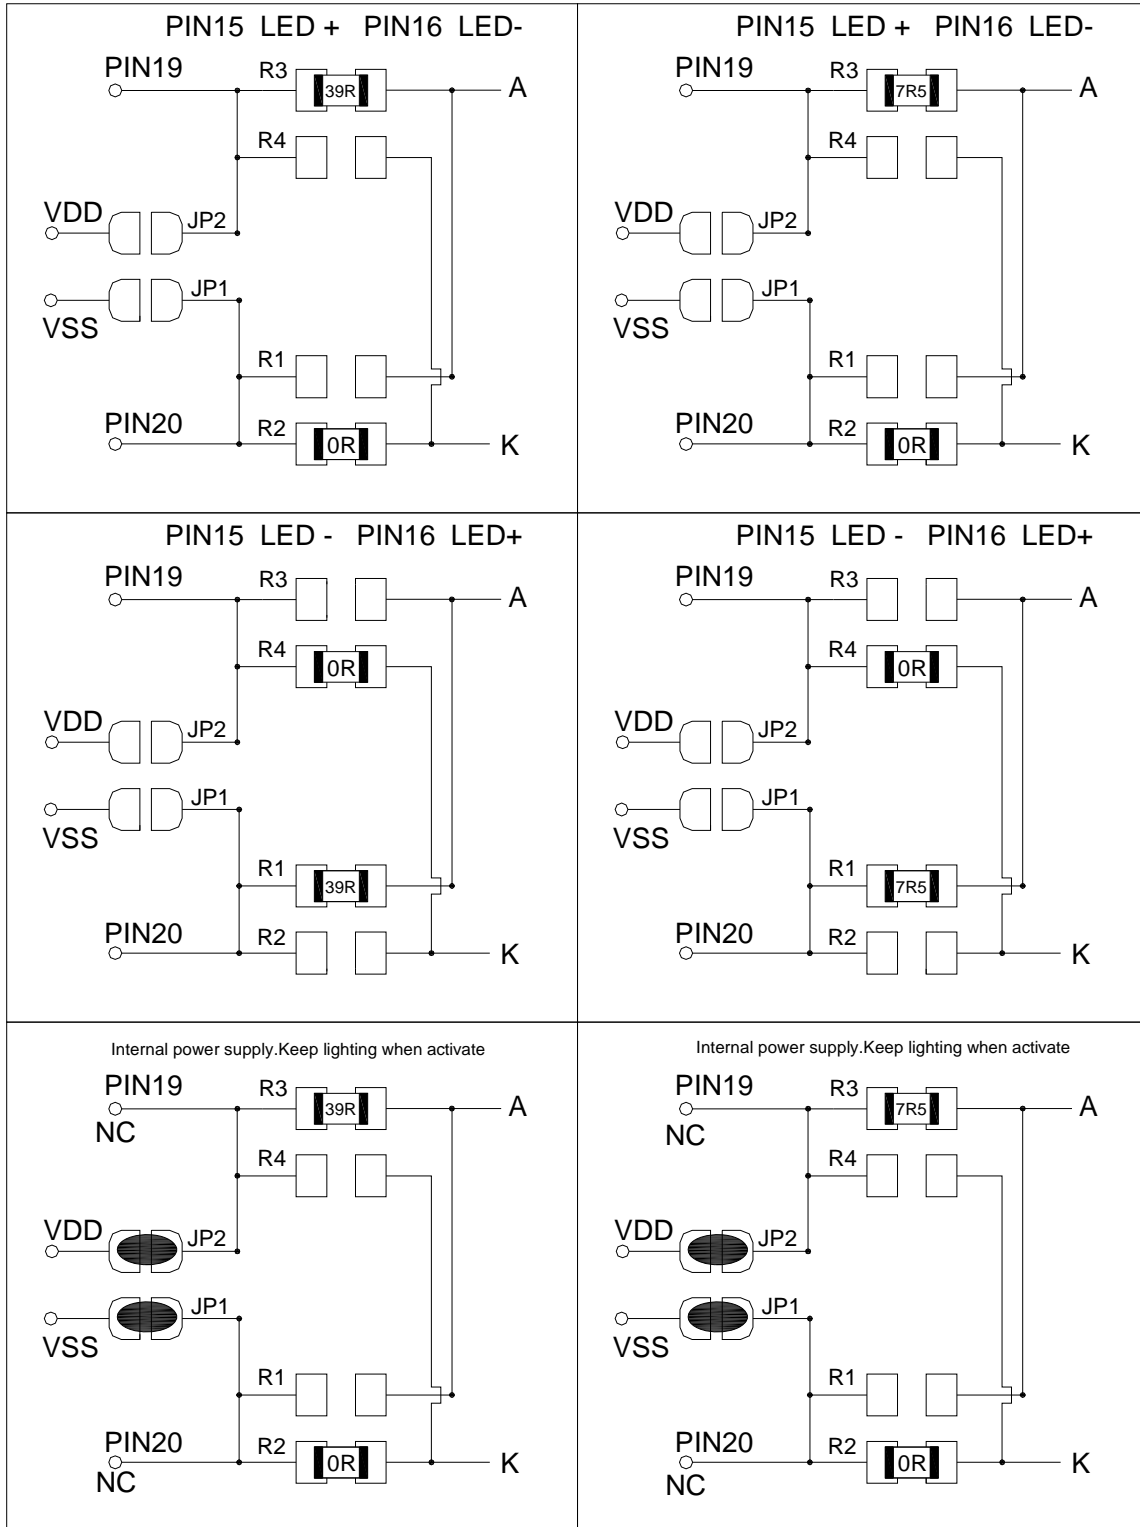 PIN15 LED + PIN16 LED-
PIN19
R3
39R
A
R4
VDD
JP2
JP1
VSS
R1
PIN20
R2
0R
K
PIN15 LED + PIN16 LED-
PIN19
R3
7R5
A
R4
VDD
JP2
JP1
VSS
R1
PIN20
R2
0R
K
PIN15 LED - PIN16 LED+
PIN19
R3
A
R4
0R
VDD
JP2
JP1
VSS
R1
39R
PIN20
R2
K
PIN15 LED - PIN16 LED+
PIN19
R3
A
R4
0R
VDD
JP2
JP1
VSS
R1
7R5
PIN20
R2
K
Internal power supply.Keep lighting when activate
PIN19
R3
39R
A
NC
R4
VDD
JP2
JP1
VSS
R1
PIN20
R2
0R
K
NC
Internal power supply.Keep lighting when activate
PIN19
R3
7R5
A
NC
R4
VDD
JP2
JP1
VSS
R1
PIN20
R2
0R
K
NC